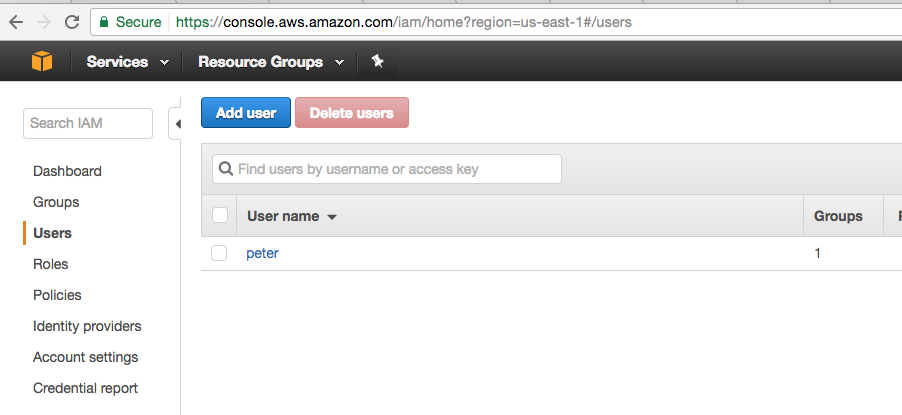 Secure https://console.aws.amazon.com/iam/home?region=us-east-1#/users
Services Resource Groups
Search IAM
Add user Delete users
Find users by username or access key
Dashboard
Groups
Users
Roles
Policies
Identity providers
Account settings
Credential report
User name Groups
peter 1